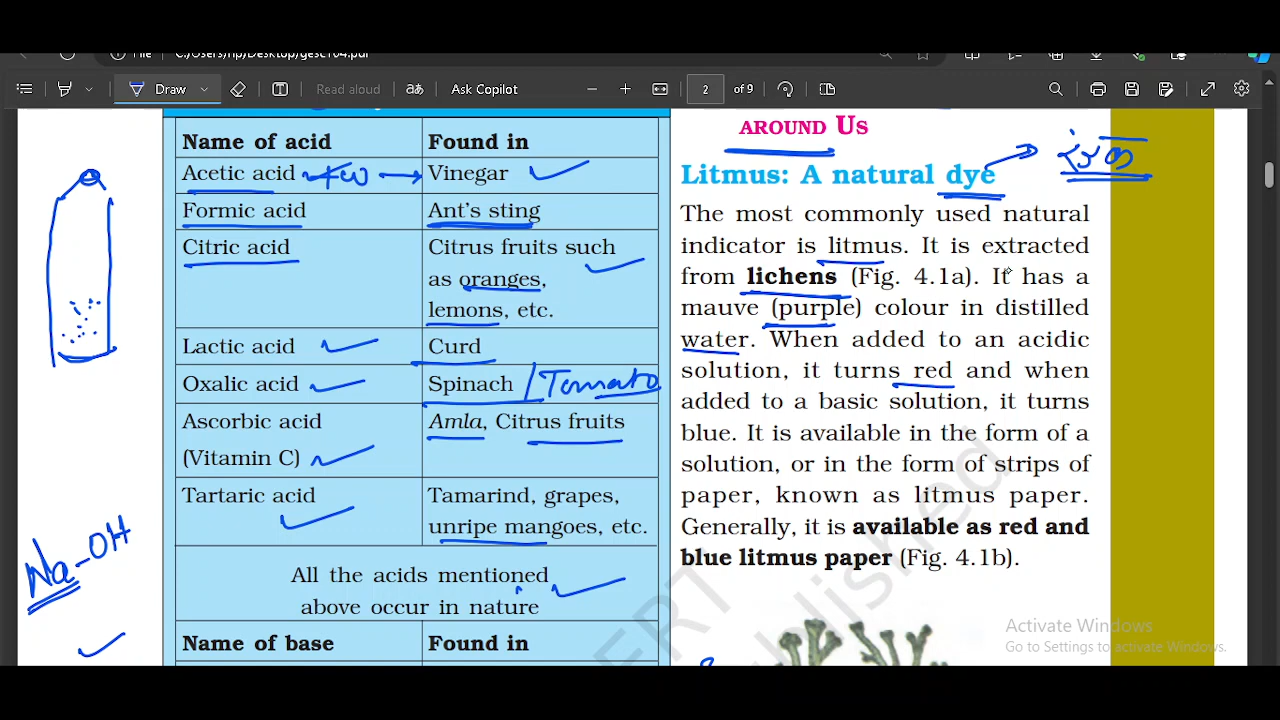 File
C:/Users/hp/Desktop/gesc104.pdf
Draw
Read aloud
Ask Copilot
2 of 9
Name of acid Found in
Acetic acid Vinegar
Formic acid Ant's sting
Citric acid Citrus fruits such
as oranges,
lemons, etc.
Lactic acid Curd
Oxalic acid Spinach / Tomato
Ascorbic acid Amla, Citrus fruits
(Vitamin C)
Tartaric acid Tamarind, grapes,
unripe mangoes, etc.
All the acids mentioned
above occur in nature
Name of base Found in
Na-OH
AROUND US
Litmus: A natural dye
The most commonly used natural
indicator is litmus. It is extracted
from lichens (Fig. 4.1a). It has a
mauve (purple) colour in distilled
water. When added to an acidic
solution, it turns red and when
added to a basic solution, it turns
blue. It is available in the form of a
solution, or in the form of strips of
paper, known as litmus paper.
Generally, it is available as red and
blue litmus paper (Fig. 4.1b).
Activate Windows
Go to Settings to activate Windows.